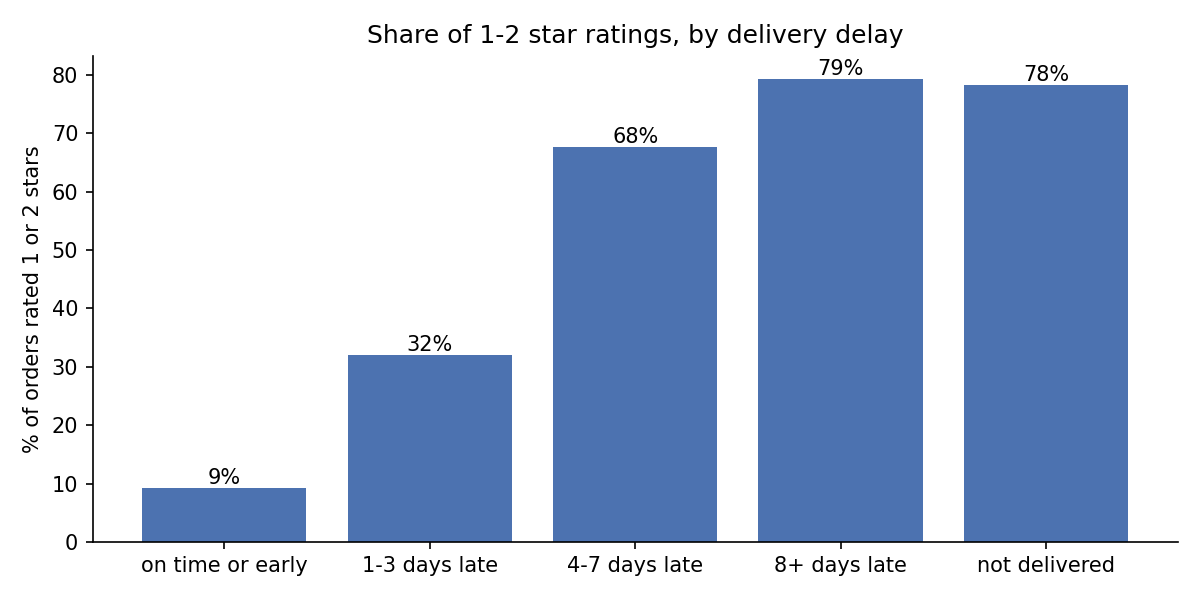 Share of 1-2 star ratings, by delivery delay
% of orders rated 1 or 2 stars
80
70
60
50
40
30
20
10
0
9%
32%
68%
79%
78%
on time or early
1-3 days late
4-7 days late
8+ days late
not delivered